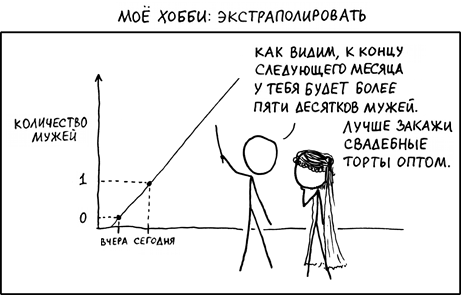 МОЁ ХОББИ: ЭКСТРАПОЛИРОВАТЬ
КАК ВИДИМ, К КОНЦУ
СЛЕДУЮЩЕГО МЕСЯЦА
У ТЕБЯ БУДЕТ БОЛЕЕ
ПЯТИ ДЕСЯТКОВ МУЖЕЙ.
ЛУЧШЕ ЗАКАЖИ
СВАДЕБНЫЕ
ТОРТЫ ОПТОМ.
КОЛИЧЕСТВО
МУЖЕЙ
1
0
ВЧЕРА СЕГОДНЯ